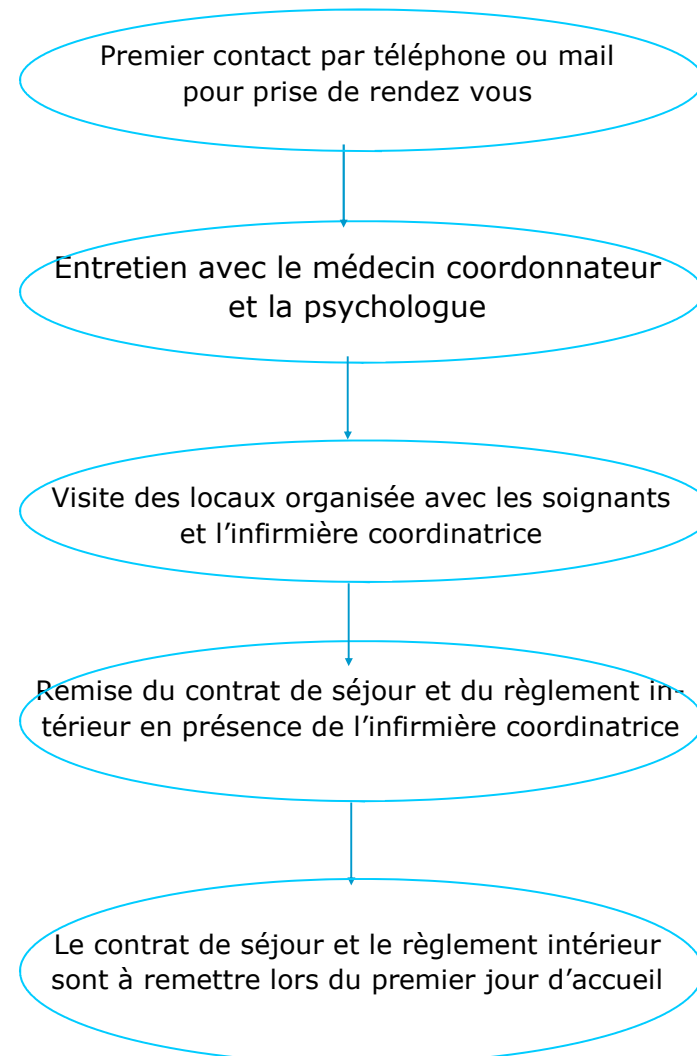 Premier contact par téléphone ou mail
pour prise de rendez vous
Entretien avec le médecin coordonnateur
et la psychologue
Visite des locaux organisée avec les soignants
et l’infirmière coordinatrice
Remise du contrat de séjour et du règlement in-
térieur en présence de l’infirmière coordinatrice
Le contrat de séjour et le règlement intérieur
sont à remettre lors du premier jour d’accueil